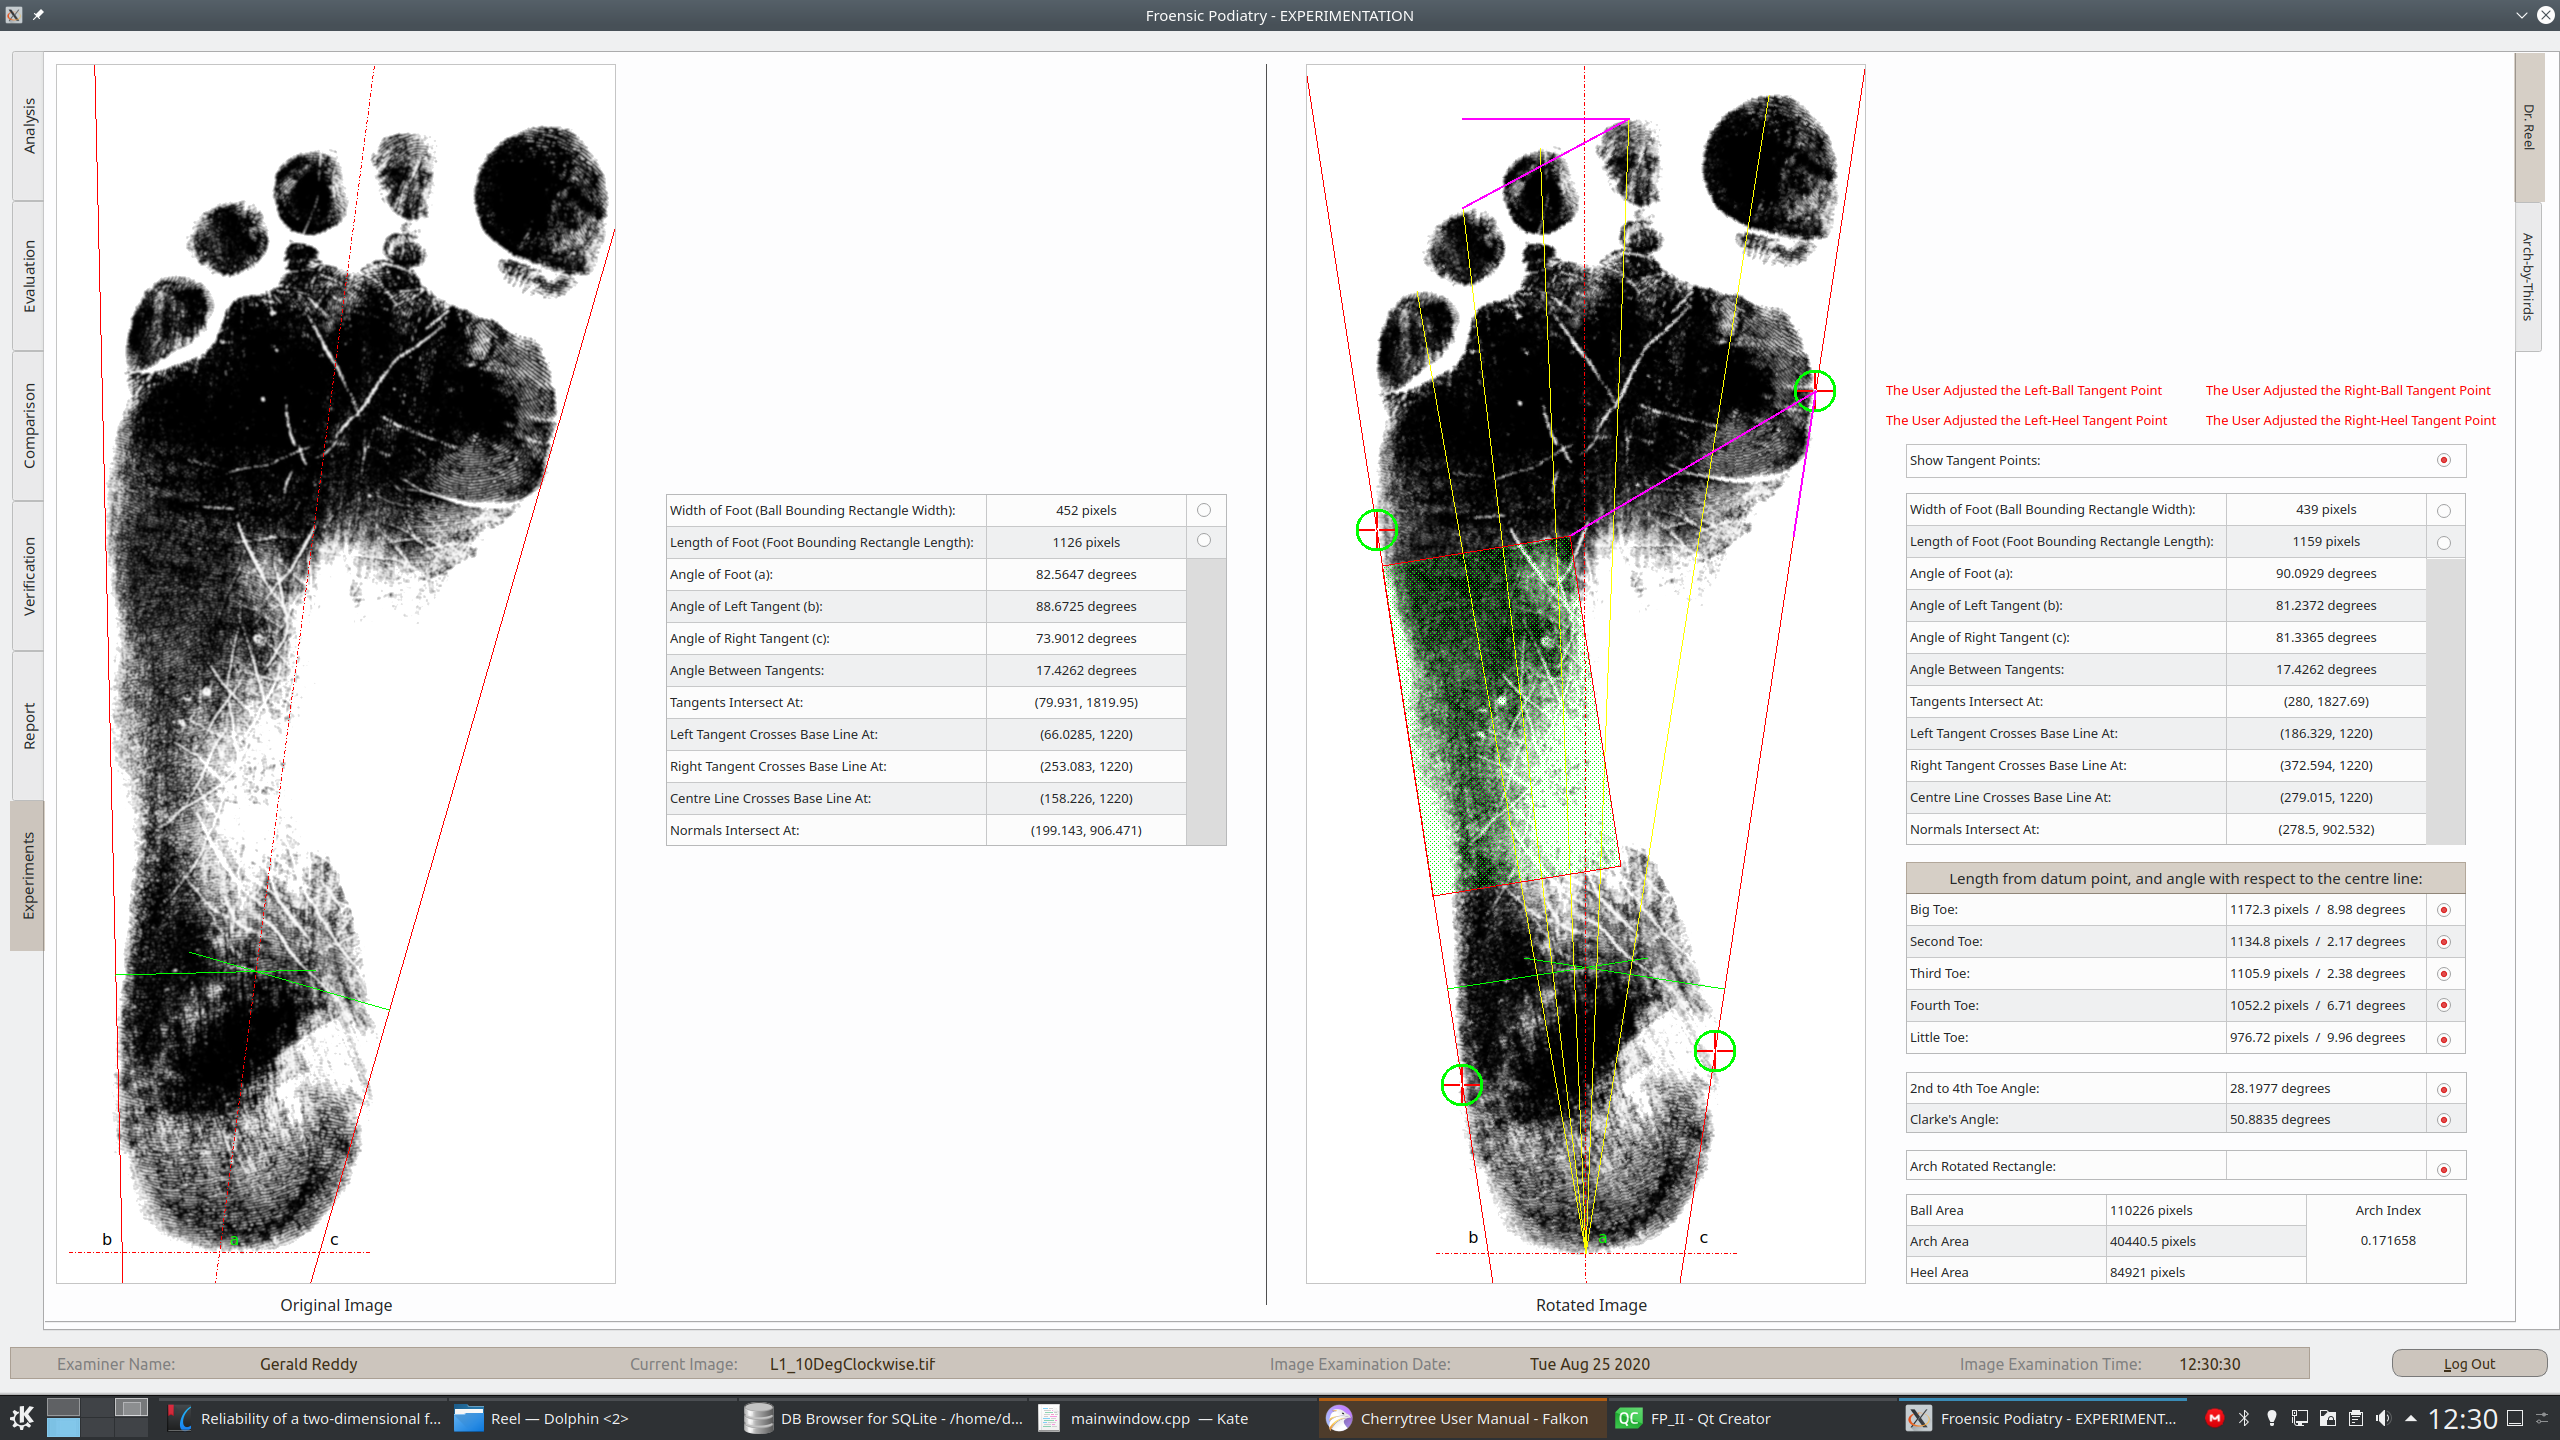 Froensic Podiatry - EXPERIMENTATION
Analysis
Evaluation
Comparison
Verification
Report
Experiments
b
a
c
Original Image
Width of Foot (Ball Bounding Rectangle Width): 452 pixels
Length of Foot (Foot Bounding Rectangle Length): 1126 pixels
Angle of Foot (a): 82.5647 degrees
Angle of Left Tangent (b): 88.6725 degrees
Angle of Right Tangent (c): 73.9012 degrees
Angle Between Tangents: 17.4262 degrees
Tangents Intersect At: (79.931, 1819.95)
Left Tangent Crosses Base Line At: (66.0285, 1220)
Right Tangent Crosses Base Line At: (253.083, 1220)
Centre Line Crosses Base Line At: (158.226, 1220)
Normals Intersect At: (199.143, 906.471)
b
a
c
Rotated Image
Dr. Reel
Arch-by-Thirds
The User Adjusted the Left-Ball Tangent Point The User Adjusted the Right-Ball Tangent Point
The User Adjusted the Left-Heel Tangent Point The User Adjusted the Right-Heel Tangent Point
Show Tangent Points:
Width of Foot (Ball Bounding Rectangle Width): 439 pixels
Length of Foot (Foot Bounding Rectangle Length): 1159 pixels
Angle of Foot (a): 90.0929 degrees
Angle of Left Tangent (b): 81.2372 degrees
Angle of Right Tangent (c): 81.3365 degrees
Angle Between Tangents: 17.4262 degrees
Tangents Intersect At: (280, 1827.69)
Left Tangent Crosses Base Line At: (186.329, 1220)
Right Tangent Crosses Base Line At: (372.594, 1220)
Centre Line Crosses Base Line At: (279.015, 1220)
Normals Intersect At: (278.5, 902.532)
Length from datum point, and angle with respect to the centre line:
Big Toe: 1172.3 pixels / 8.98 degrees
Second Toe: 1134.8 pixels / 2.17 degrees
Third Toe: 1105.9 pixels / 2.38 degrees
Fourth Toe: 1052.2 pixels / 6.71 degrees
Little Toe: 976.72 pixels / 9.96 degrees
2nd to 4th Toe Angle: 28.1977 degrees
Clarke's Angle: 50.8835 degrees
Arch Rotated Rectangle:
Ball Area 110226 pixels Arch Index
Arch Area 40440.5 pixels 0.171658
Heel Area 84921 pixels
Examiner Name: Gerald Reddy Current Image: L1_10DegClockwise.tif Image Examination Date: Tue Aug 25 2020 Image Examination Time: 12:30:30 Log Out
Reliability of a two-dimensional f... Reel — Dolphin <2> DB Browser for SQLite - /home/d... mainwindow.cpp — Kate Cherrytree User Manual - Falkon QC FP_II - Qt Creator Froensic Podiatry - EXPERIMENT... 12:30